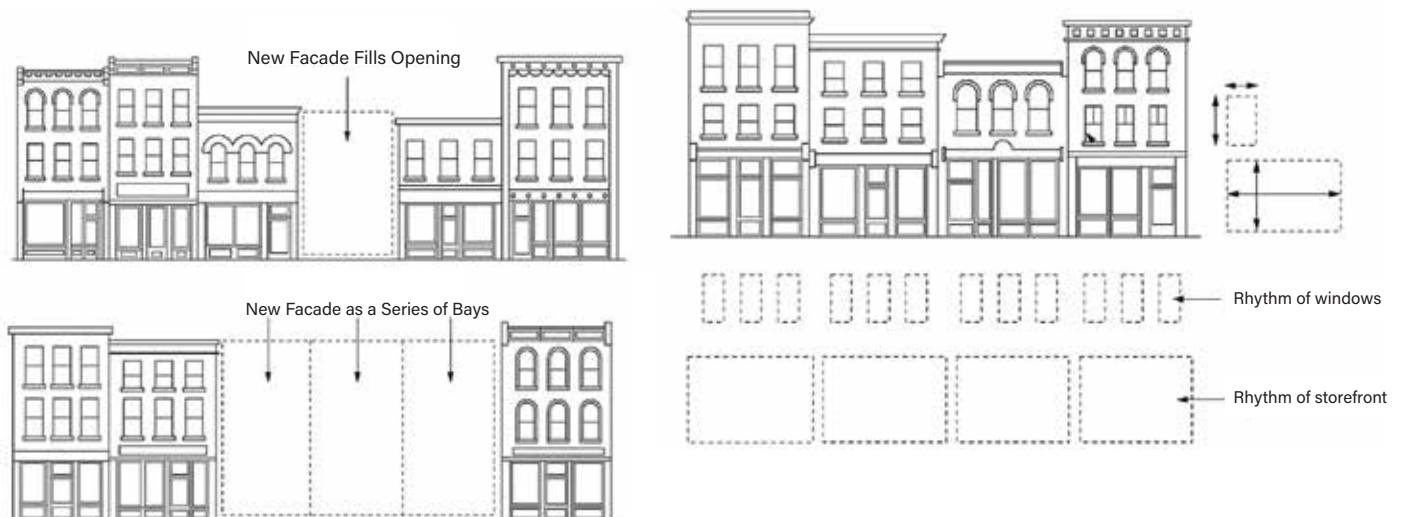 New Facade Fills Opening
New Facade as a Series of Bays
Rhythm of windows
Rhythm of storefront